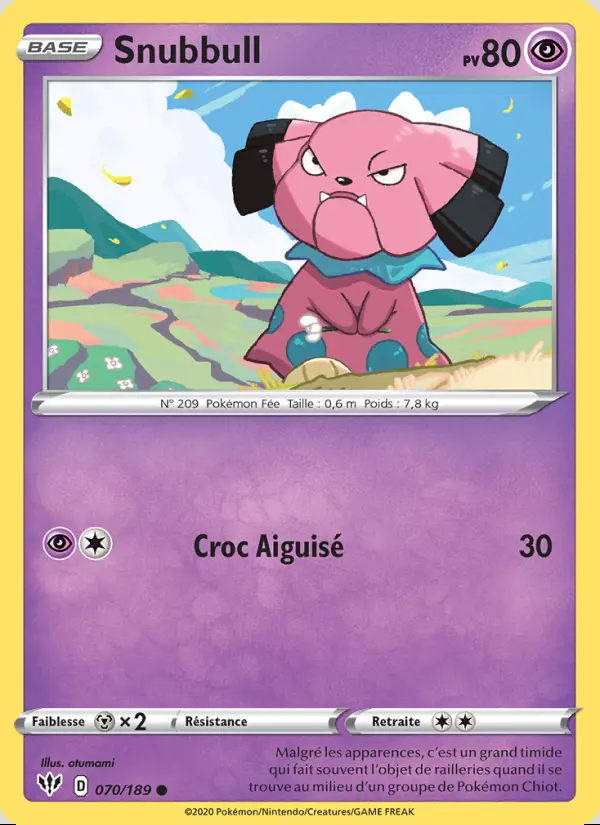 BASE
Snubbull
PV 80
N° 209 Pokémon Fée Taille : 0,6 m Poids : 7,8 kg
Croc Aiguisé 30
Faiblesse ×2 Résistance Retraite
Illus. otumami
Malgré les apparences, c'est un grand timide
qui fait souvent l'objet de railleries quand il se
trouve au milieu d'un groupe de Pokémon Chiot.
D 070/189
©2020 Pokémon/Nintendo/Creatures/GAME FREAK